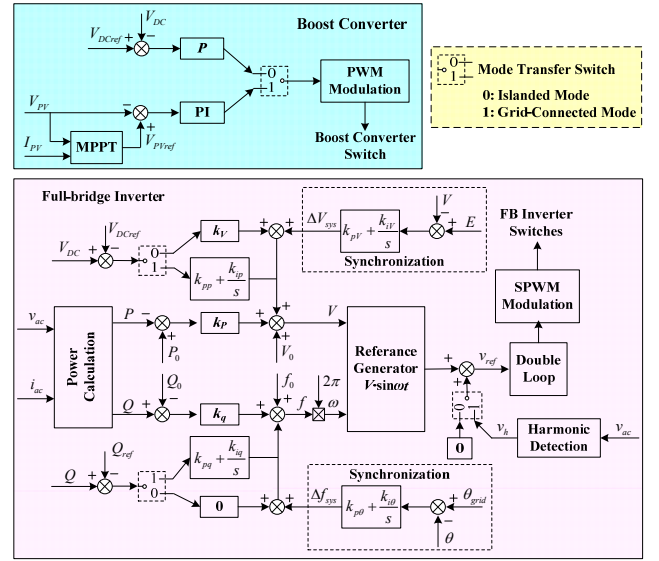 Boost Converter
V_DC
V_DCref + −
P
0
1
PWM
Modulation
Boost Converter
Switch
V_PV − +
PI
I_PV
MPPT
V_PVref
0
1
Mode Transfer Switch
0: Islanded Mode
1: Grid-Connected Mode
Full-bridge Inverter
V_DCref
V_DC + −
0
1
k_V
k_pp + k_ip/s
+ +
ΔV_sys
k_pV + k_iV/s
V
−
+ E
Synchronization
FB Inverter
Switches
SPWM
Modulation
Double
Loop
v_ac
i_ac
Power
Calculation
P − +
P_0
k_P
+ + +
V_0
V
Q_0
Q + −
k_q
f_0
+ + +
f
2π
ω
Referance
Generator
V·sinωt
+ +
v_ref
0
1
0
v_h
Harmonic
Detection
v_ac
Q_ref
Q + −
1
0
k_pq + k_iq/s
0
+ +
Synchronization
Δf_sys
k_pθ + k_iθ/s
+ θ_grid
−
θ